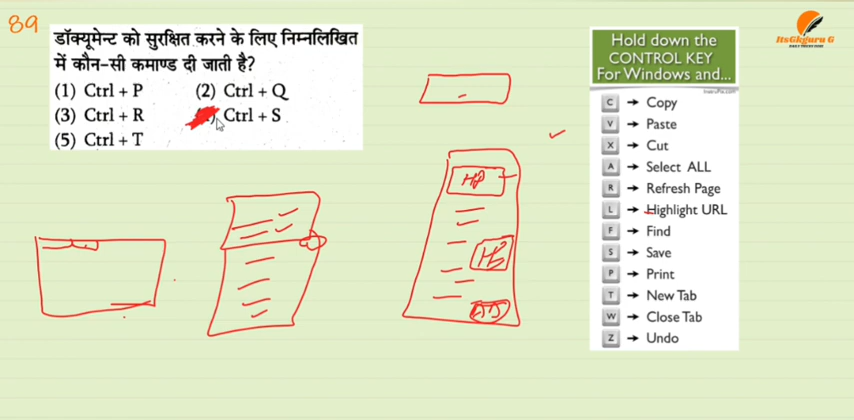 89
डॉक्यूमेन्ट को सुरक्षित करने के लिए निम्नलिखित
में कौन-सी कमाण्ड दी जाती है?
(1) Ctrl + P (2) Ctrl + Q
(3) Ctrl + R Ctrl + S
(5) Ctrl + T
ItsGkguru G
Hold down the
CONTROL KEY
For Windows and...
C → Copy
V → Paste
X → Cut
A → Select ALL
R → Refresh Page
L → Highlight URL
F → Find
S → Save
P → Print
T → New Tab
W → Close Tab
Z → Undo